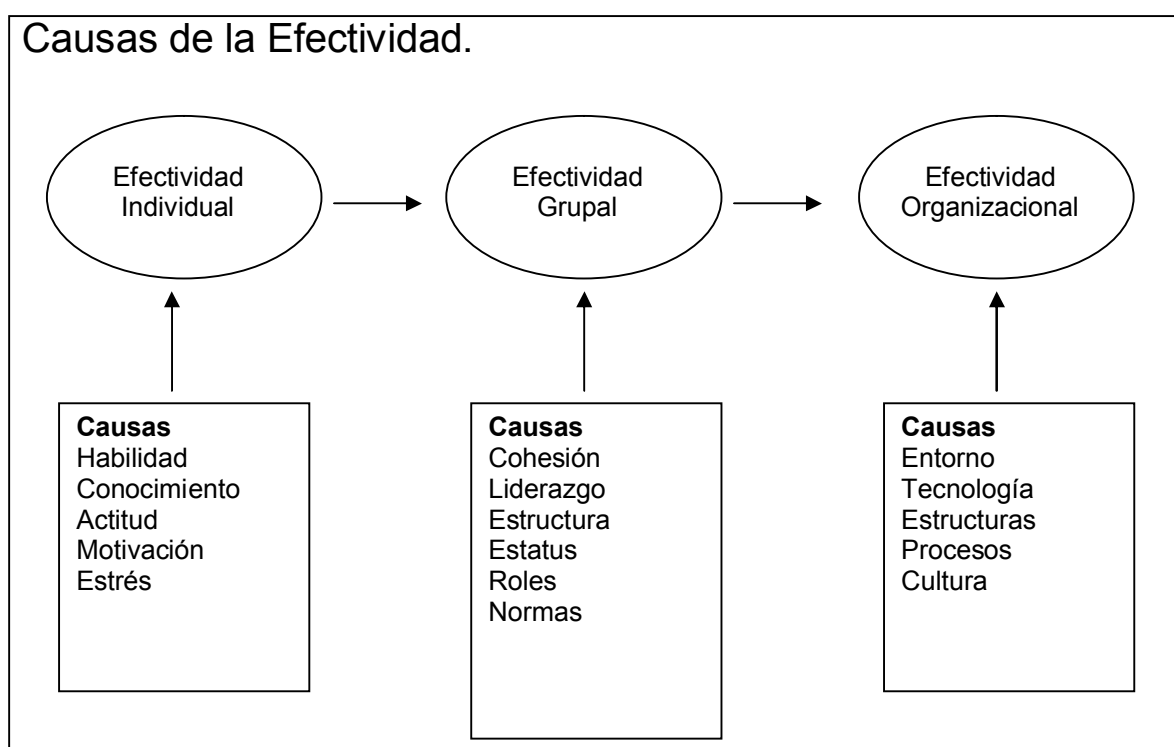 Causas de la Efectividad.
Efectividad
Individual
Efectividad
Grupal
Efectividad
Organizacional
Causas
Habilidad
Conocimiento
Actitud
Motivación
Estrés
Causas
Cohesión
Liderazgo
Estructura
Estatus
Roles
Normas
Causas
Entorno
Tecnología
Estructuras
Procesos
Cultura